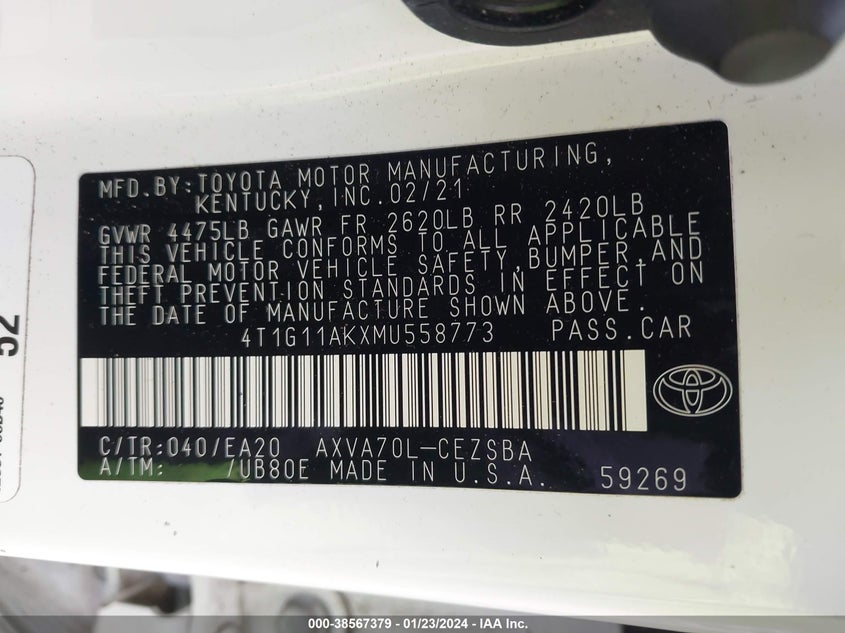 MFD.BY:TOYOTA MOTOR MANUFACTURING,
KENTUCKY,INC.02/21
GVWR 4475LB GAWR FR 2620LB RR 2420LB
THIS VEHICLE CONFORMS TO ALL APPLICABLE
FEDERAL MOTOR VEHICLE SAFETY,BUMPER,AND
THEFT PREVENTION STANDARDS IN EFFECT ON
THE DATE OF MANUFACTURE SHOWN ABOVE.
4T1G11AKXMU558773 PASS.CAR
C/TR:040/EA20 AXVA70L-CEZSBA
A/TM: /UB80E MADE IN U.S.A. 59269
52
000-38567379 - 01/23/2024 - IAA Inc.